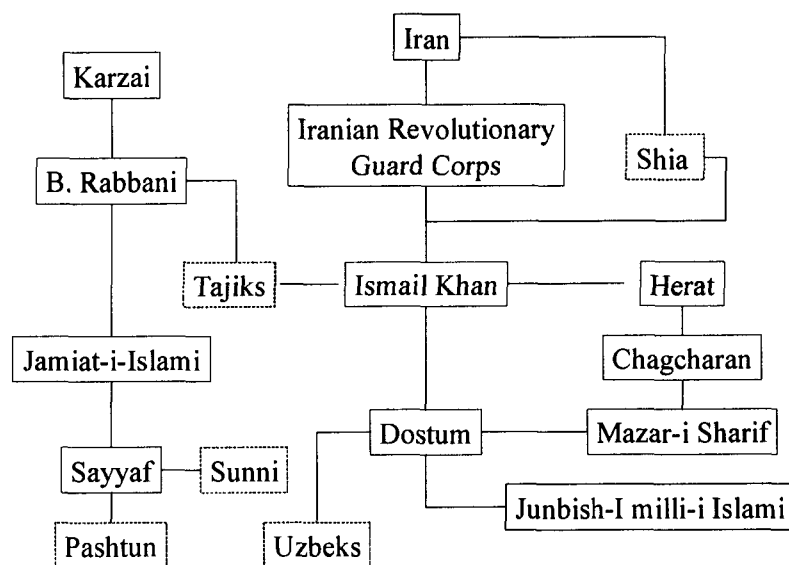 Iran
Karzai
Iranian Revolutionary
Guard Corps
Shia
B. Rabbani
Tajiks
Ismail Khan
Herat
Jamiat-i-Islami
Chagcharan
Dostum
Mazar-i Sharif
Sayyaf
Sunni
Junbish-I milli-i Islami
Pashtun
Uzbeks